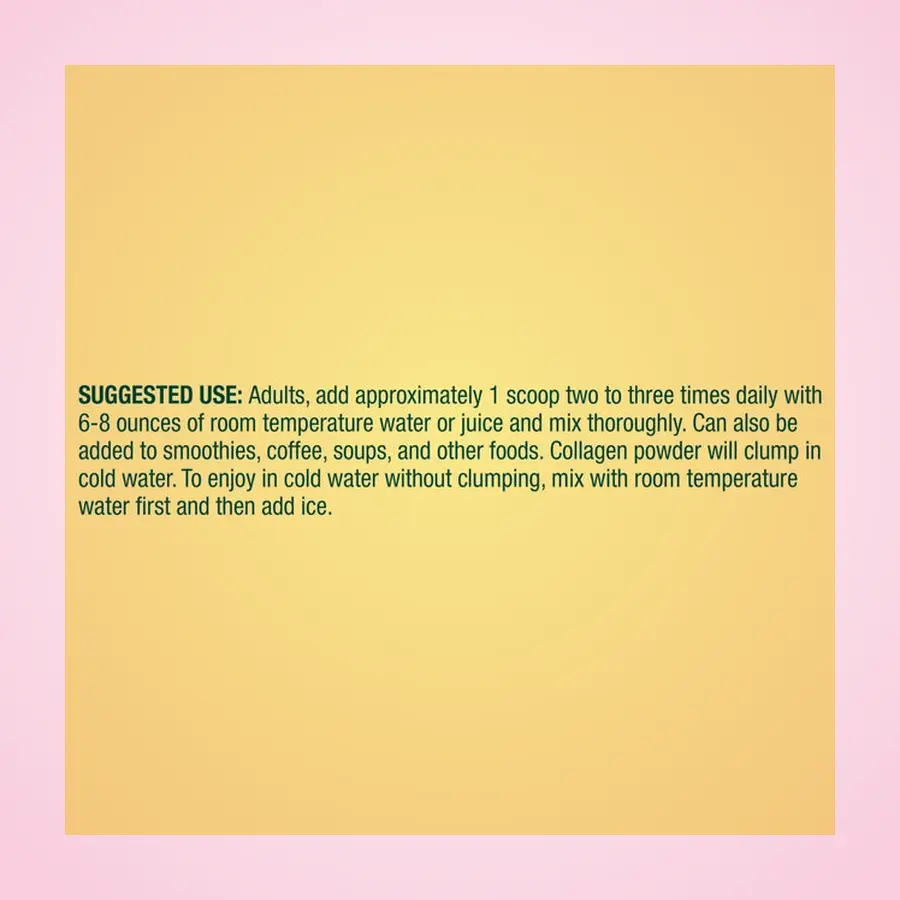 SUGGESTED USE: Adults, add approximately 1 scoop two to three times daily with
6-8 ounces of room temperature water or juice and mix thoroughly. Can also be
added to smoothies, coffee, soups, and other foods. Collagen powder will clump in
cold water. To enjoy in cold water without clumping, mix with room temperature
water first and then add ice.